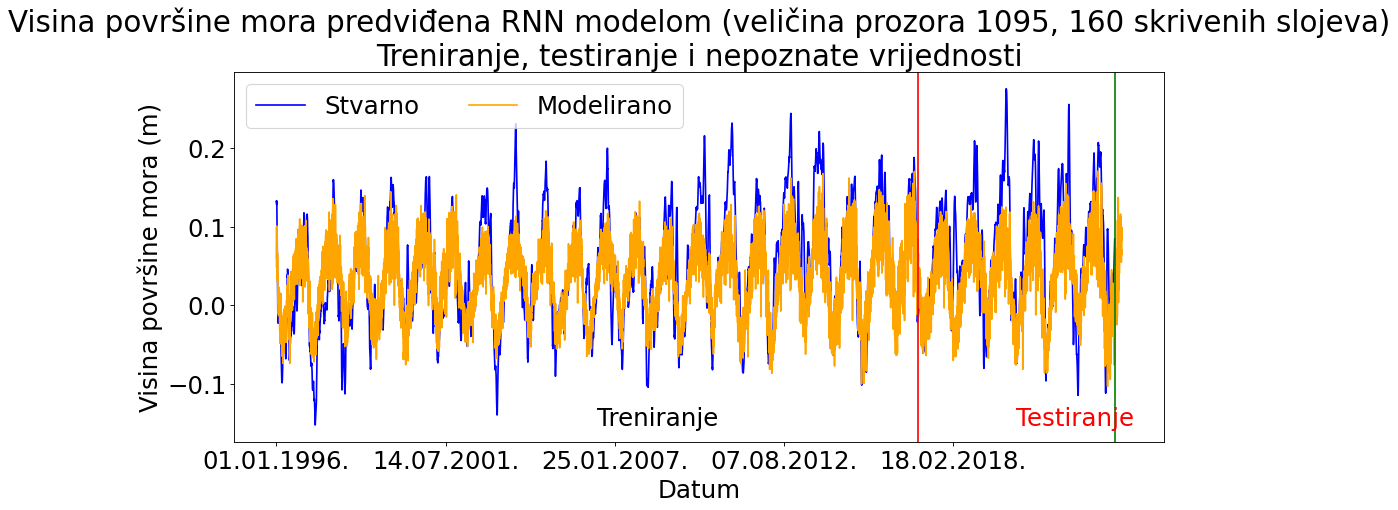 Visina površine mora predviđena RNN modelom (veličina prozora 1095, 160 skrivenih slojeva)
Treniranje, testiranje i nepoznate vrijednosti
Stvarno
Modelirano
Visina površine mora (m)
0.2
0.1
0.0
−0.1
Treniranje
Testiranje
01.01.1996.
14.07.2001.
25.01.2007.
07.08.2012.
18.02.2018.
Datum